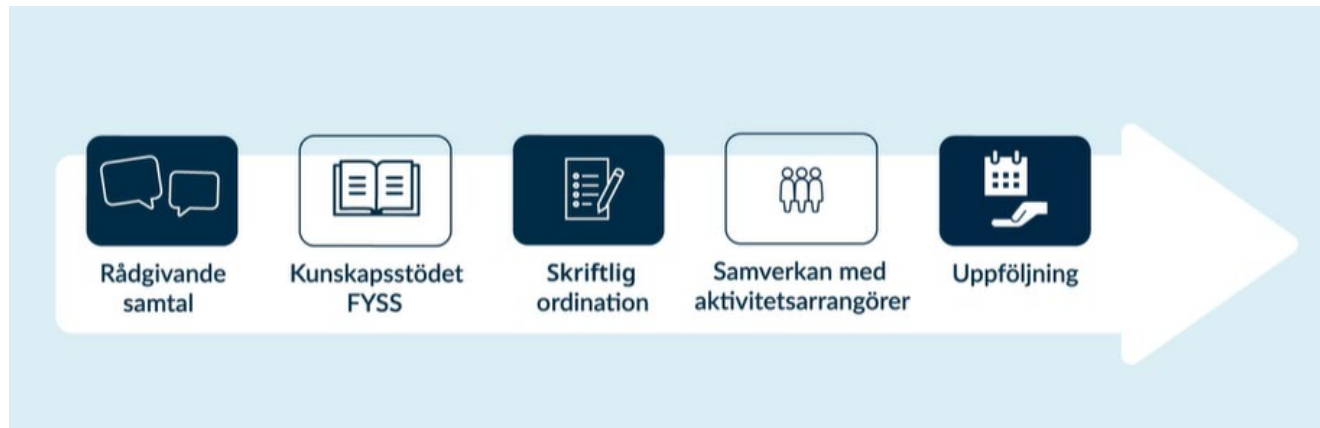 Rådgivande
samtal
Kunskapsstödet
FYSS
Skriftlig
ordination
Samverkan med
aktivitetsarrangörer
Uppföljning